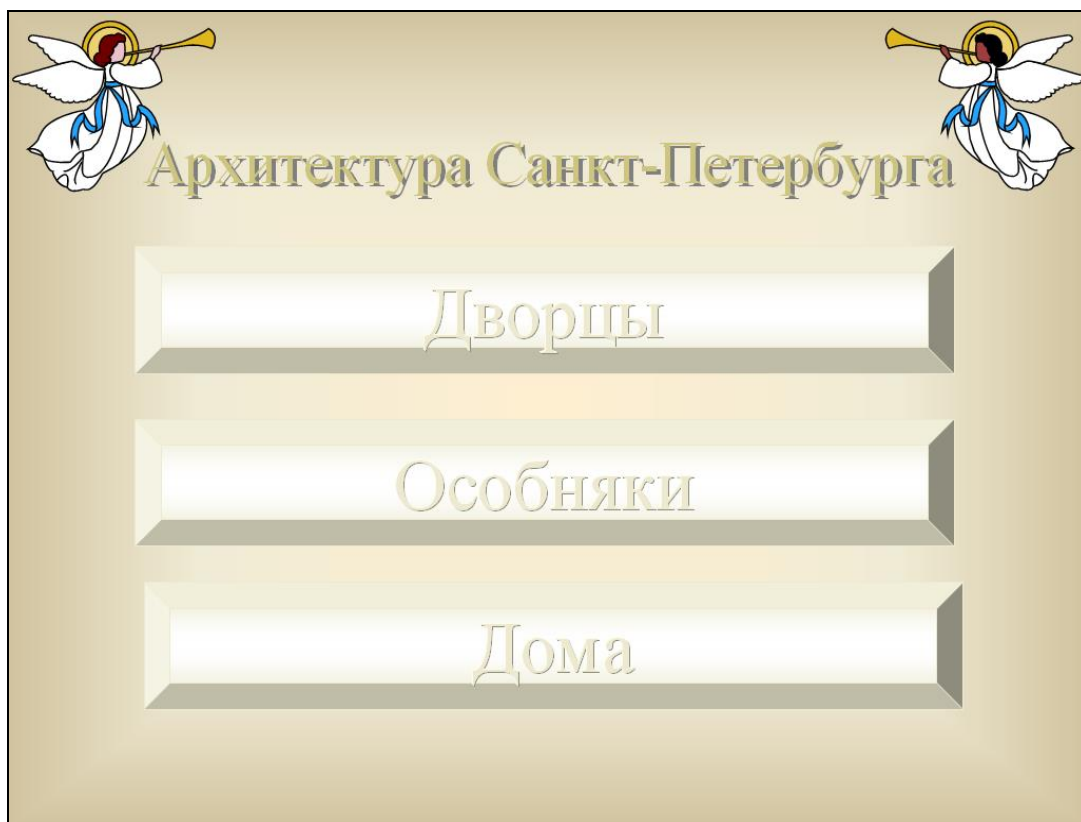 Архитектура Санкт-Петербурга
Дворцы
Особняки
Дома